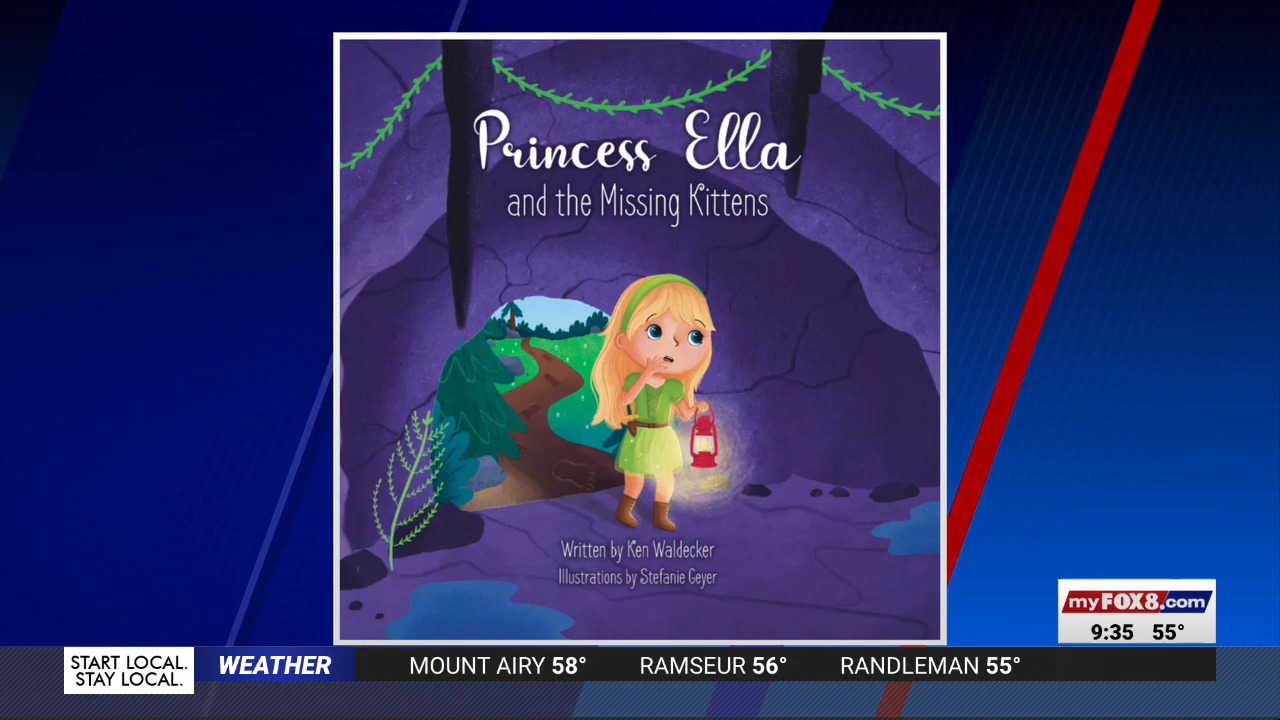 Princess Ella
and the Missing Kittens
Written by Ken Waldecker
Illustrations by Stefanie Geyer
myFOX8.com
9:35 55°
START LOCAL.
STAY LOCAL.
WEATHER MOUNT AIRY 58° RAMSEUR 56° RANDLEMAN 55°